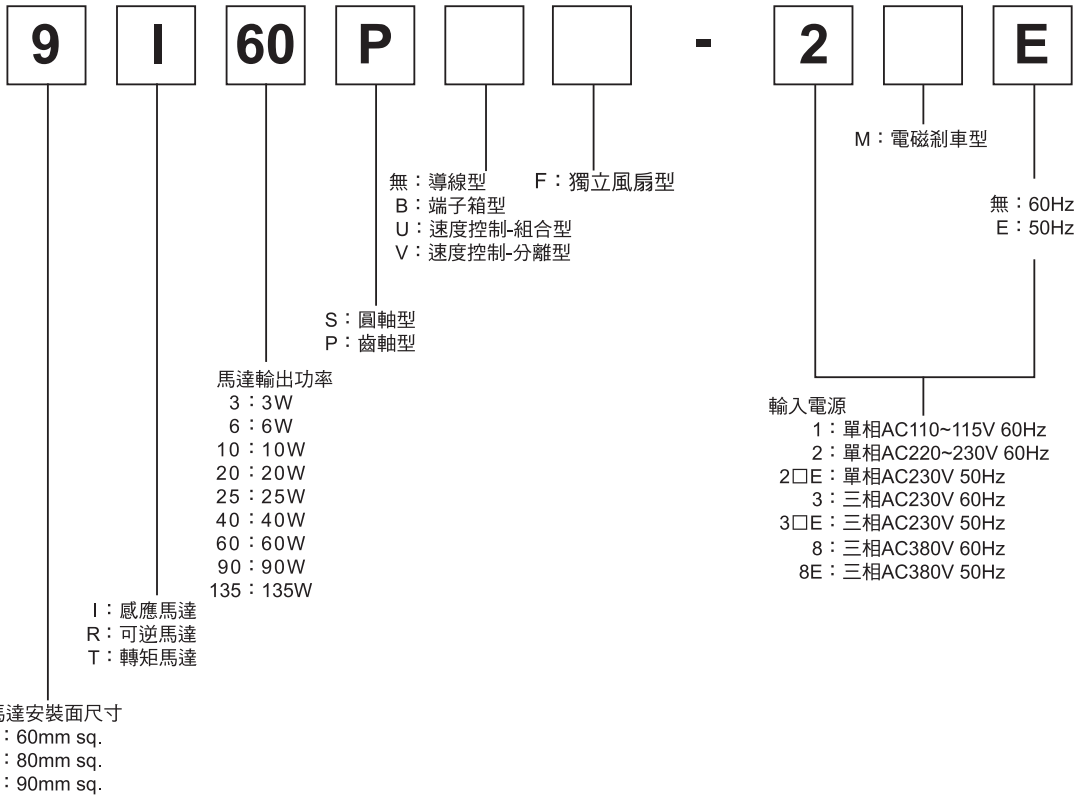 9 I 60 P - 2 E
M：電磁剎車型
無：導線型
B：端子箱型
U：速度控制-組合型
V：速度控制-分離型
F：獨立風扇型
無：60Hz
E：50Hz
S：圓軸型
P：齒軸型
馬達輸出功率
3：3W
6：6W
10：10W
20：20W
25：25W
40：40W
60：60W
90：90W
135：135W
輸入電源
1：單相AC110~115V 60Hz
2：單相AC220~230V 60Hz
2□E：單相AC230V 50Hz
3：三相AC230V 60Hz
3□E：三相AC230V 50Hz
8：三相AC380V 60Hz
8E：三相AC380V 50Hz
I：感應馬達
R：可逆馬達
T：轉矩馬達
馬達安裝面尺寸
：60mm sq.
：80mm sq.
：90mm sq.